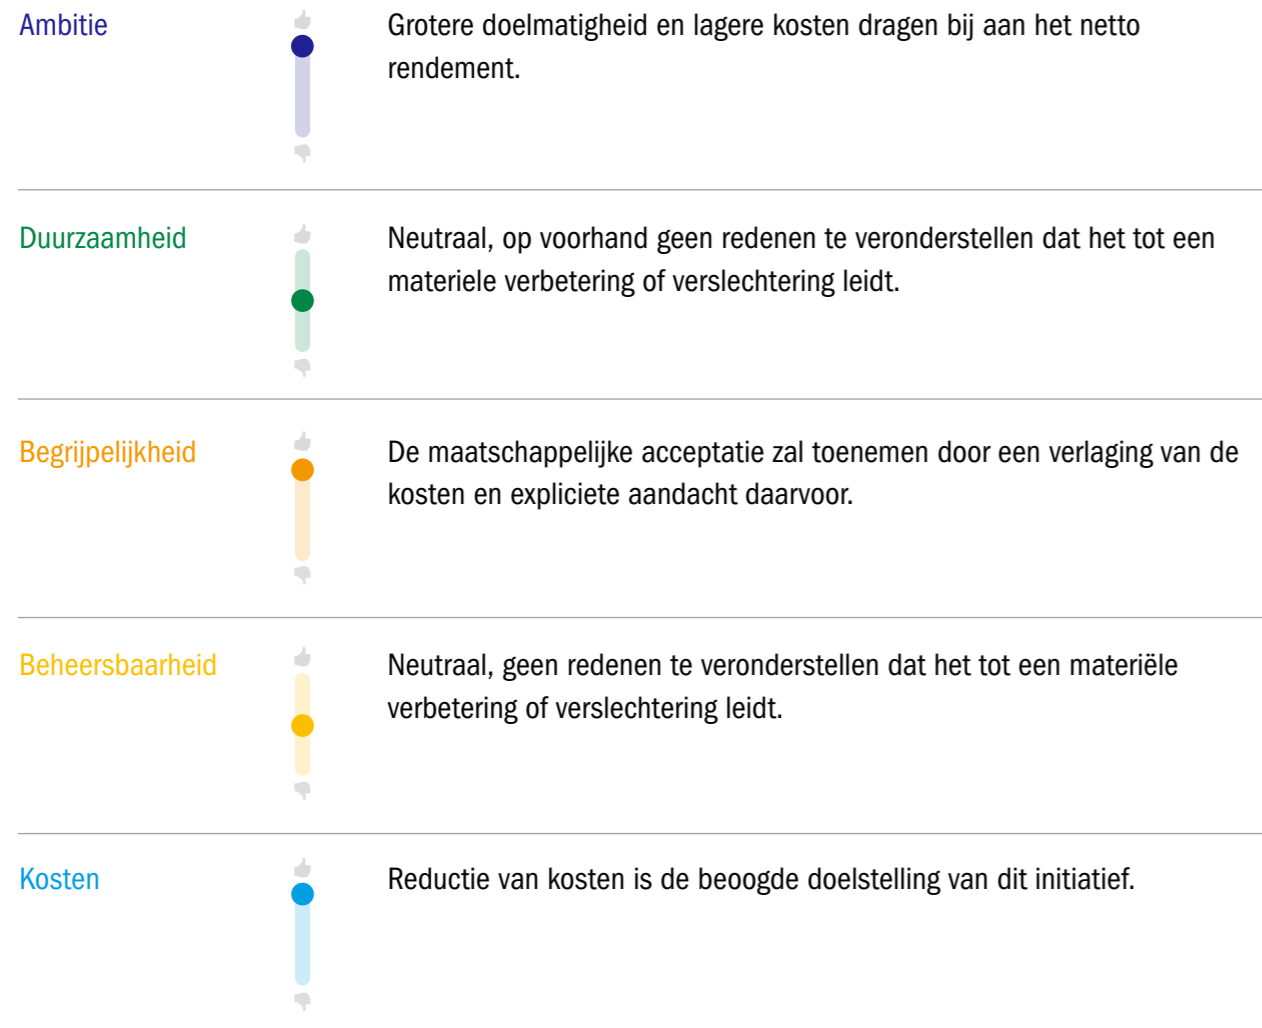 Ambitie
Grotere doelmatigheid en lagere kosten dragen bij aan het netto
rendement.
Duurzaamheid
Neutraal, op voorhand geen redenen te veronderstellen dat het tot een
materiele verbetering of verslechtering leidt.
Begrijpelijkheid
De maatschappelijke acceptatie zal toenemen door een verlaging van de
kosten en expliciete aandacht daarvoor.
Beheersbaarheid
Neutraal, geen redenen te veronderstellen dat het tot een materiële
verbetering of verslechtering leidt.
Kosten
Reductie van kosten is de beoogde doelstelling van dit initiatief.